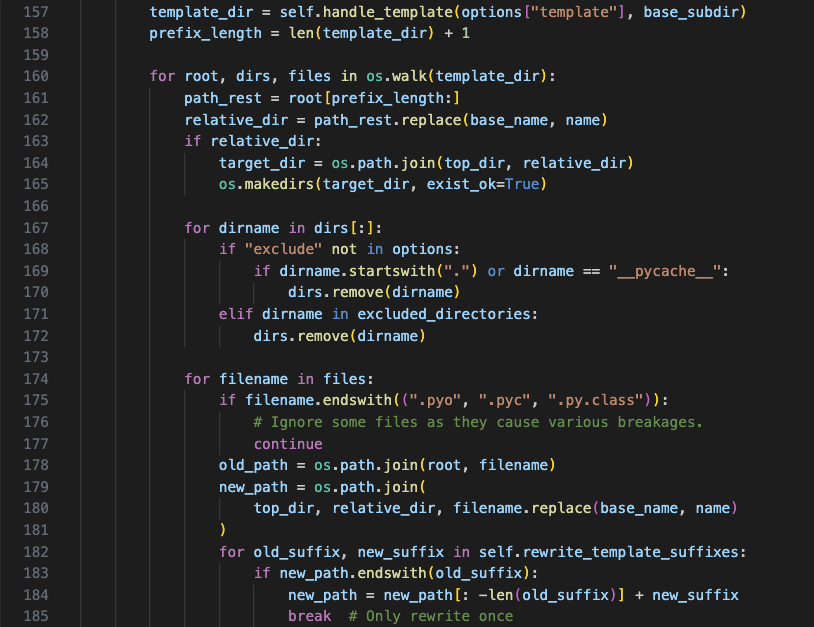 157 template_dir = self.handle_template(options["template"], base_subdir)
158 prefix_length = len(template_dir) + 1
159
160 for root, dirs, files in os.walk(template_dir):
161 path_rest = root[prefix_length:]
162 relative_dir = path_rest.replace(base_name, name)
163 if relative_dir:
164 target_dir = os.path.join(top_dir, relative_dir)
165 os.makedirs(target_dir, exist_ok=True)
166
167 for dirname in dirs[:]:
168 if "exclude" not in options:
169 if dirname.startswith(".") or dirname == "__pycache__":
170 dirs.remove(dirname)
171 elif dirname in excluded_directories:
172 dirs.remove(dirname)
173
174 for filename in files:
175 if filename.endswith((".pyo", ".pyc", ".py.class")):
176 # Ignore some files as they cause various breakages.
177 continue
178 old_path = os.path.join(root, filename)
179 new_path = os.path.join(
180 top_dir, relative_dir, filename.replace(base_name, name)
181 )
182 for old_suffix, new_suffix in self.rewrite_template_suffixes:
183 if new_path.endswith(old_suffix):
184 new_path = new_path[: -len(old_suffix)] + new_suffix
185 break  # Only rewrite once